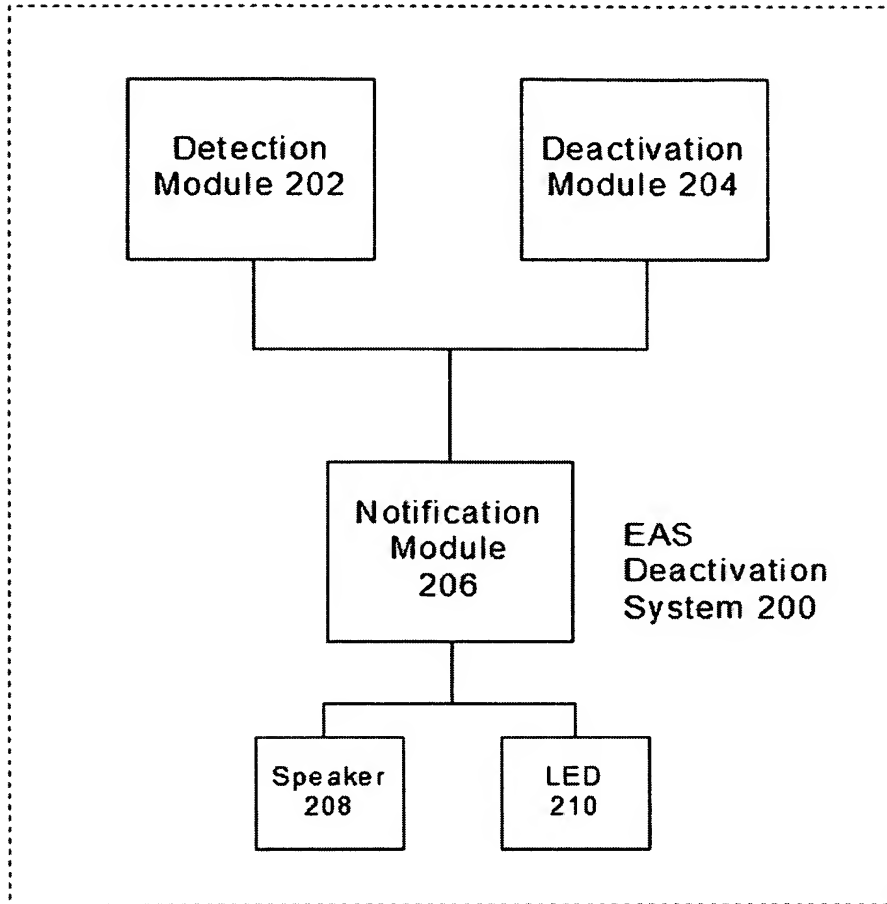 Detection
Module 202
Deactivation
Module 204
Notification
Module
206
EAS
Deactivation
System 200
Speaker
208
LED
210